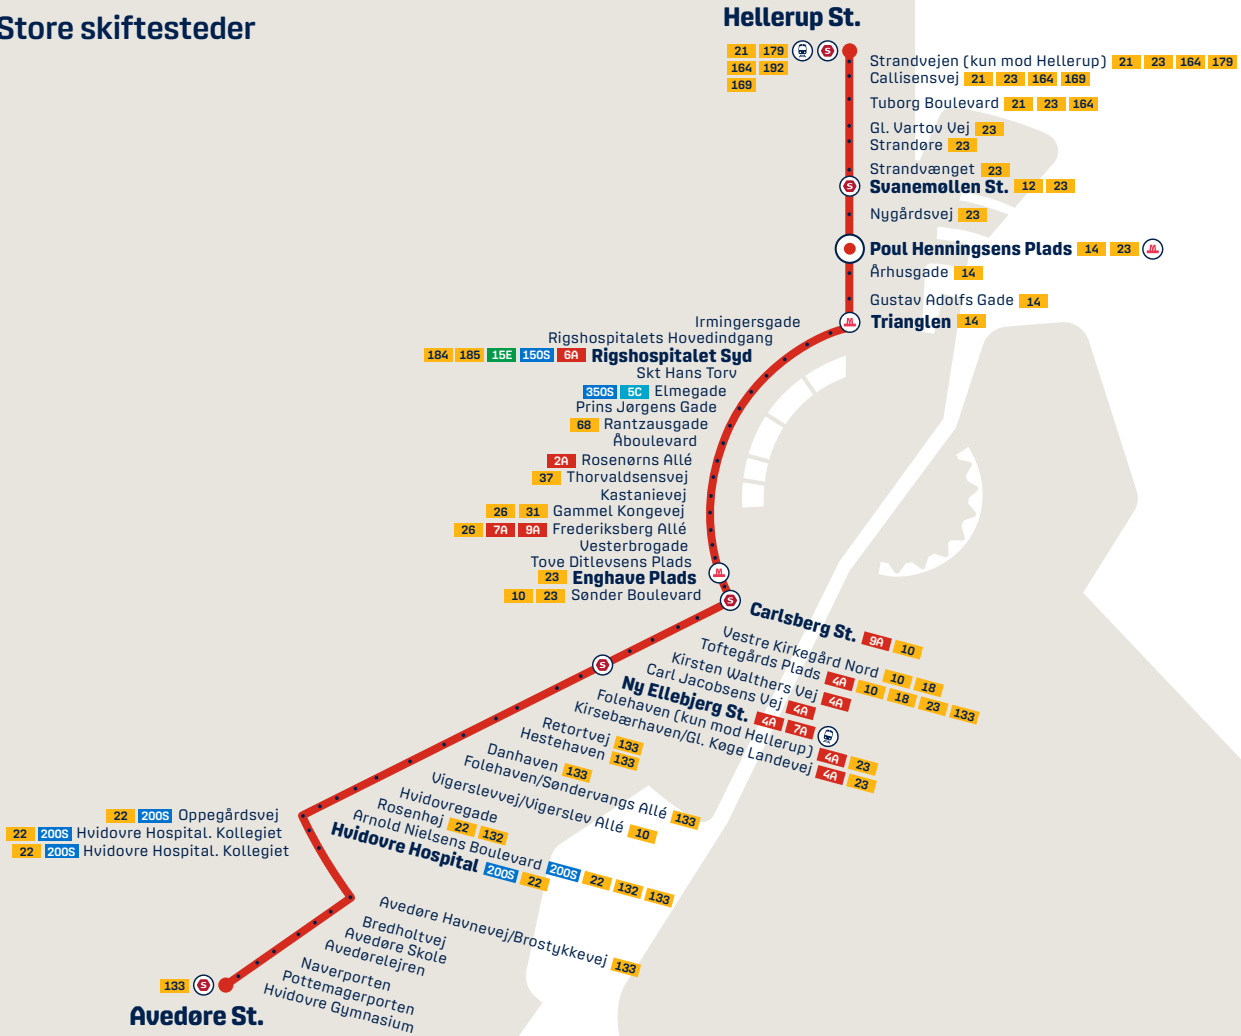 Store skiftesteder
Hellerup St.
21 179 S
164 192
169
Strandvejen (kun mod Hellerup) 21 23 164 179
Callisensvej 21 23 164 169
Tuborg Boulevard 21 23 164
Gl. Vartov Vej 23
Strandøre 23
Strandvænget 23
S Svanemøllen St. 12 23
Nygårdsvej 23
Poul Henningsens Plads 14 23 M
Århusgade 14
Gustav Adolfs Gade 14
M Trianglen 14
Irmingersgade
Rigshospitalets Hovedindgang
184 185 15E 150S 6A Rigshospitalet Syd
Skt Hans Torv
350S 5C Elmegade
Prins Jørgens Gade
68 Rantzausgade
Åboulevard
2A Rosenørns Allé
37 Thorvaldsensvej
Kastanievej
26 31 Gammel Kongevej
26 7A 9A Frederiksberg Allé
Vesterbrogade
Tove Ditlevsens Plads
23 Enghave Plads M
10 23 Sønder Boulevard
S Carlsberg St. 9A 10
Vestre Kirkegård Nord 10 18
Toftegårds Plads 4A 10 18 23 133
Kirsten Walthers Vej 4A
Carl Jacobsens Vej 4A
S Ny Ellebjerg St. 4A 7A
Folehaven (kun mod Hellerup) 4A 23
Kirsebærhaven/Gl. Køge Landevej 4A 23
Retortvej 133
Hestehaven 133
Danhaven 133
Folehaven/Søndervangs Allé 133
Vigerslevvej/Vigerslev Allé 10
Hvidovregade
Rosenhøj 22 132
Arnold Nielsens Boulevard 200S 22 132 133
Hvidovre Hospital 200S 22
22 200S Oppegårdsvej
22 200S Hvidovre Hospital. Kollegiet
22 200S Hvidovre Hospital. Kollegiet
Avedøre Havnevej/Brostykkevej 133
Bredholtvej
Avedøre Skole
Avedørelejren
Naverporten
Pottemagerporten
Hvidovre Gymnasium
133 S
Avedøre St.